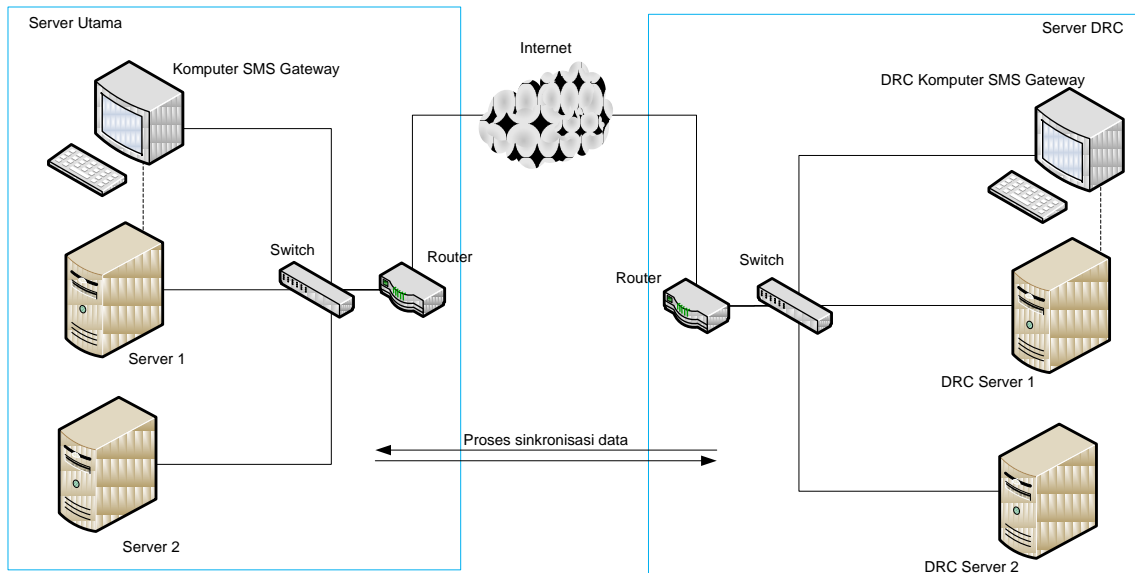 Server Utama
Server DRC
Internet
Komputer SMS Gateway
DRC Komputer SMS Gateway
Switch
Router
Switch
Router
Server 1
DRC Server 1
Proses sinkronisasi data
Server 2
DRC Server 2